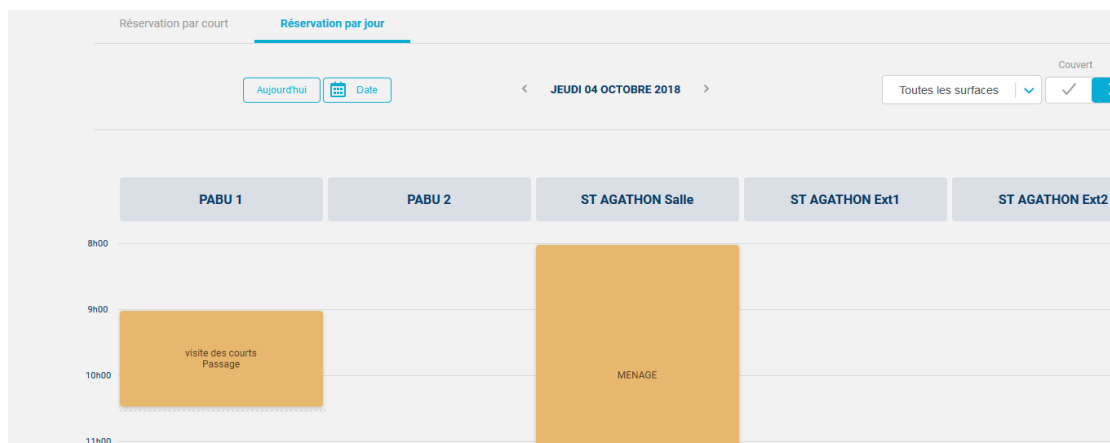 Réservation par court
Réservation par jour
Couvert
Aujourd'hui
Date
JEUDI 04 OCTOBRE 2018
Toutes les surfaces
PABU 1
PABU 2
ST AGATHON Salle
ST AGATHON Ext1
ST AGATHON Ext2
8h00
9h00
visite des courts
Passage
10h00
MENAGE
11h00